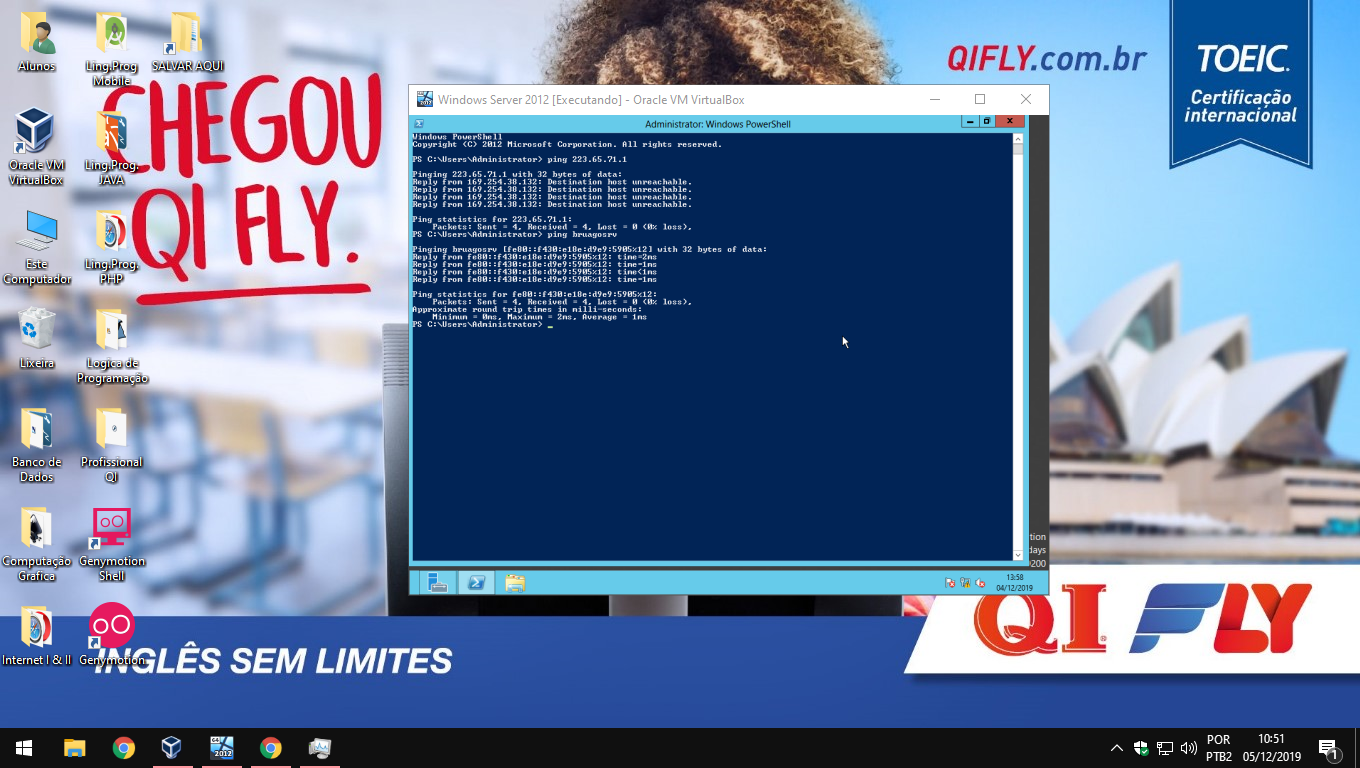 Alunos
Ling.Prog
Mobile
SALVAR AQUI
Oracle VM
VirtualBox
Ling.Prog.
JAVA
Este
Computador
Ling.Prog.
PHP
Lixeira
Logica de
Programação
Banco de
Dados
Profissional
QI
Computação
Grafica
Genymotion
Shell
Internet I & II
Genymotion
CHEGOU
QI FLY.
QIFLY.com.br
TOEIC.
Certificação
internacional
Windows Server 2012 [Executando] - Oracle VM VirtualBox
Administrator: Windows PowerShell
Windows PowerShell
Copyright (C) 2012 Microsoft Corporation. All rights reserved.
PS C:\Users\Administrator> ping 223.65.71.1
Pinging 223.65.71.1 with 32 bytes of data:
Reply from 169.254.38.132: Destination host unreachable.
Reply from 169.254.38.132: Destination host unreachable.
Reply from 169.254.38.132: Destination host unreachable.
Reply from 169.254.38.132: Destination host unreachable.
Ping statistics for 223.65.71.1:
Packets: Sent = 4, Received = 4, Lost = 0 (0% loss),
PS C:\Users\Administrator> ping bruagosrv
Pinging bruagosrv [fe80::f430:e18e:d9e9:5905%12] with 32 bytes of data:
Reply from fe80::f430:e18e:d9e9:5905%12: time=2ms
Reply from fe80::f430:e18e:d9e9:5905%12: time=1ms
Reply from fe80::f430:e18e:d9e9:5905%12: time<1ms
Reply from fe80::f430:e18e:d9e9:5905%12: time=1ms
Ping statistics for fe80::f430:e18e:d9e9:5905%12:
Packets: Sent = 4, Received = 4, Lost = 0 (0% loss),
Approximate round trip times in milli-seconds:
Minimum = 0ms, Maximum = 2ms, Average = 1ms
PS C:\Users\Administrator> _
tion
days
9200
13:58
04/12/2019
INGLÊS SEM LIMITES
QI FLY
64
2012
POR
PTB2
10:51
05/12/2019
1